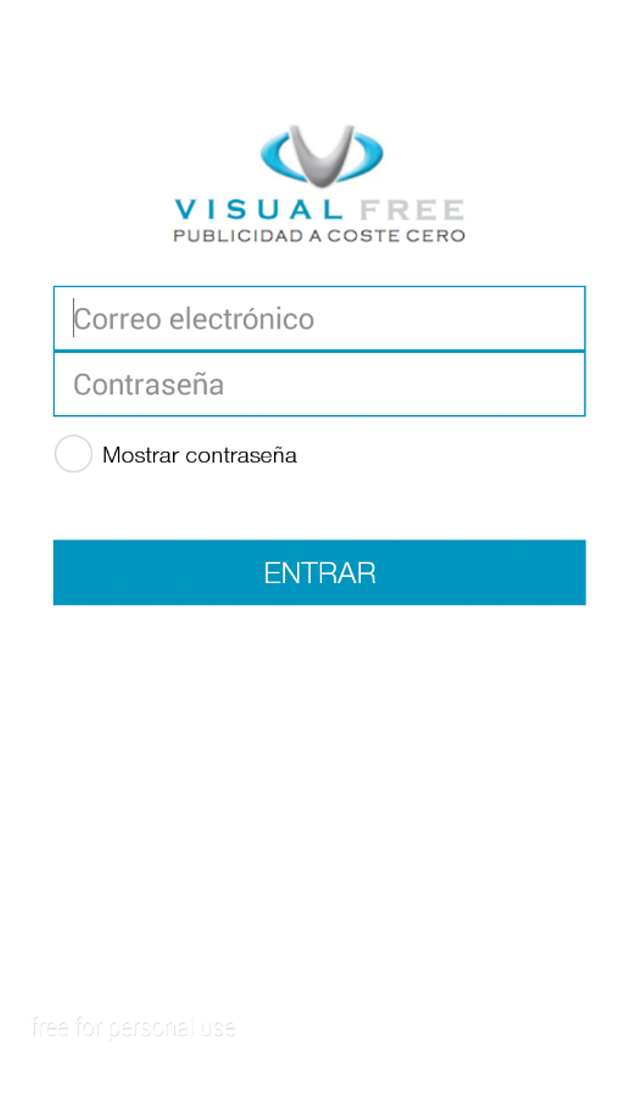 VISUAL FREE
PUBLICIDAD A COSTE CERO
Correo electrónico
Contraseña
Mostrar contraseña
ENTRAR
free for personal use